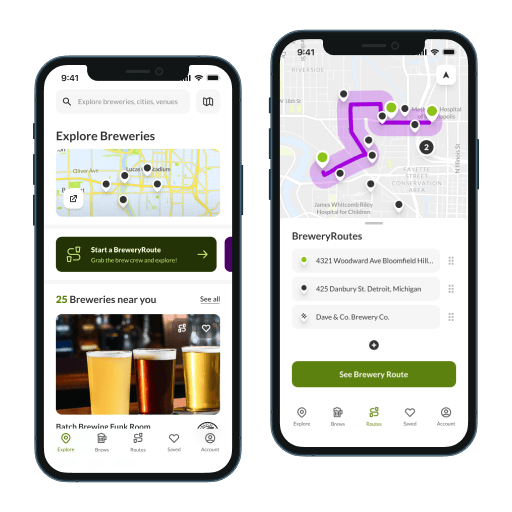 9:41
Explore breweries, cities, venues
Explore Breweries
Oliver Ave
Lucas Stadium
Start a BreweryRoute
Grab the brew crew and explore!
25 Breweries near you
See all
Batch Brewing Funk Room
Explore
Brews
Routes
Saved
Account
9:41
RIVERSIDE
W 18th St
Hospital
2
N Illinois St
FAYETTE
STREET
CONSERVATION
AREA
James Whitcomb Riley
Hospital for Children
BreweryRoutes
4321 Woodward Ave Bloomfield Hill...
425 Danbury St. Detroit, Michigan
Dave & Co. Brewery Co.
See Brewery Route
Explore
Brews
Routes
Saved
Account